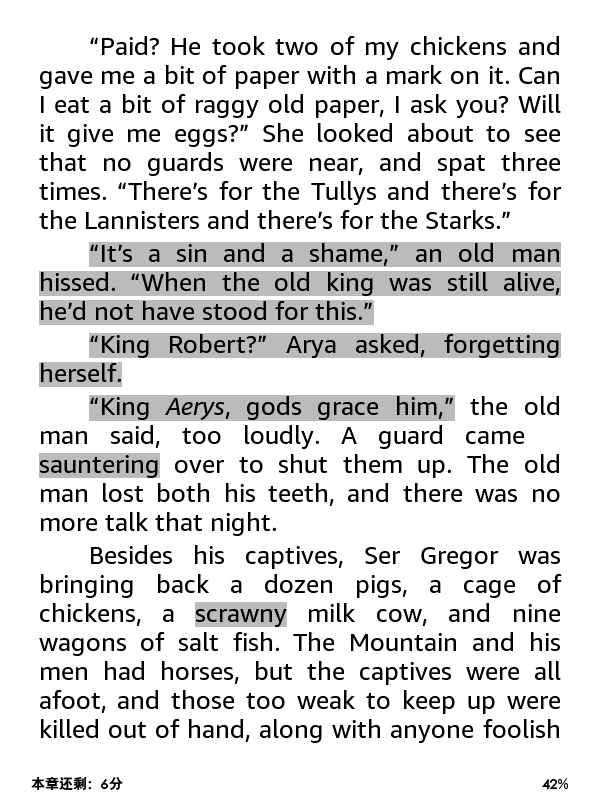 “Paid? He took two of my chickens and
gave me a bit of paper with a mark on it. Can
I eat a bit of raggy old paper, I ask you? Will
it give me eggs?” She looked about to see
that no guards were near, and spat three
times. “There’s for the Tullys and there’s for
the Lannisters and there’s for the Starks.”
“It’s a sin and a shame,” an old man
hissed. “When the old king was still alive,
he’d not have stood for this.”
“King Robert?” Arya asked, forgetting
herself.
“King Aerys, gods grace him,” the old
man said, too loudly. A guard came
sauntering over to shut them up. The old
man lost both his teeth, and there was no
more talk that night.
Besides his captives, Ser Gregor was
bringing back a dozen pigs, a cage of
chickens, a scrawny milk cow, and nine
wagons of salt fish. The Mountain and his
men had horses, but the captives were all
afoot, and those too weak to keep up were
killed out of hand, along with anyone foolish
本章还剩：6分 42%